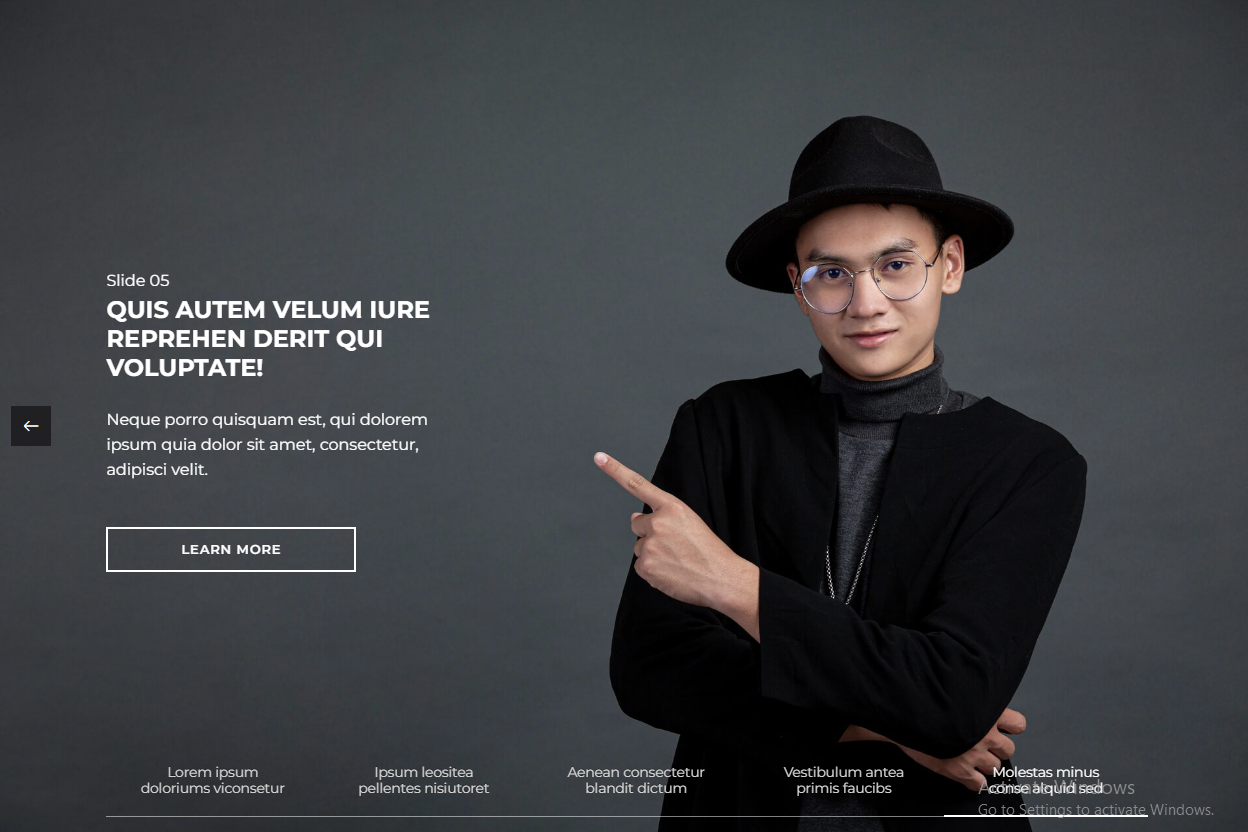 Slide 05
QUIS AUTEM VELUM IURE
REPREHEN DERIT QUI
VOLUPTATE!
Neque porro quisquam est, qui dolorem
ipsum quia dolor sit amet, consectetur,
adipisci velit.
LEARN MORE
Lorem ipsum
doloriums viconsetur
Ipsum leositea
pellentes nisiutoret
Aenean consectetur
blandit dictum
Vestibulum antea
primis faucibs
Molestas minus
conse alquid sed
Activate Windows
Go to Settings to activate Windows.